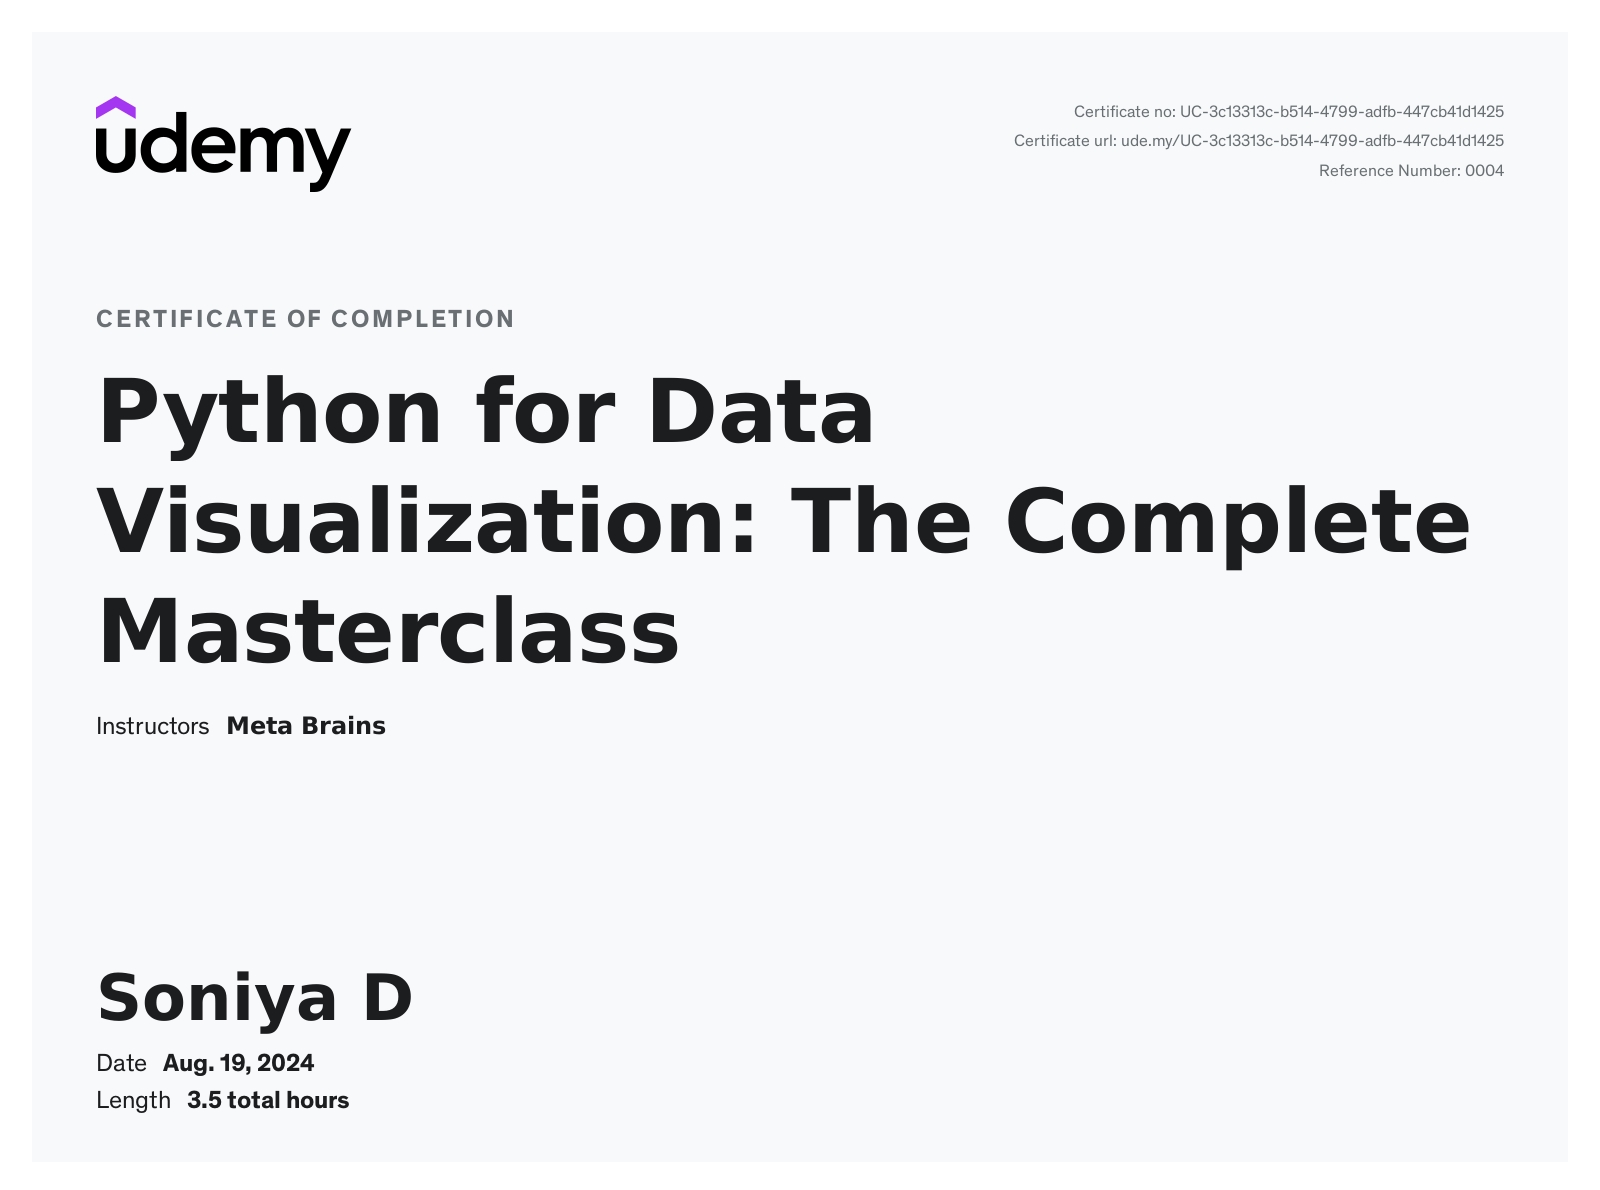 udemy
Certificate no: UC-3c13313c-b514-4799-adfb-447cb41d1425
Certificate url: ude.my/UC-3c13313c-b514-4799-adfb-447cb41d1425
Reference Number: 0004
CERTIFICATE OF COMPLETION
Python for Data
Visualization: The Complete
Masterclass
Instructors Meta Brains
Soniya D
Date Aug. 19, 2024
Length 3.5 total hours